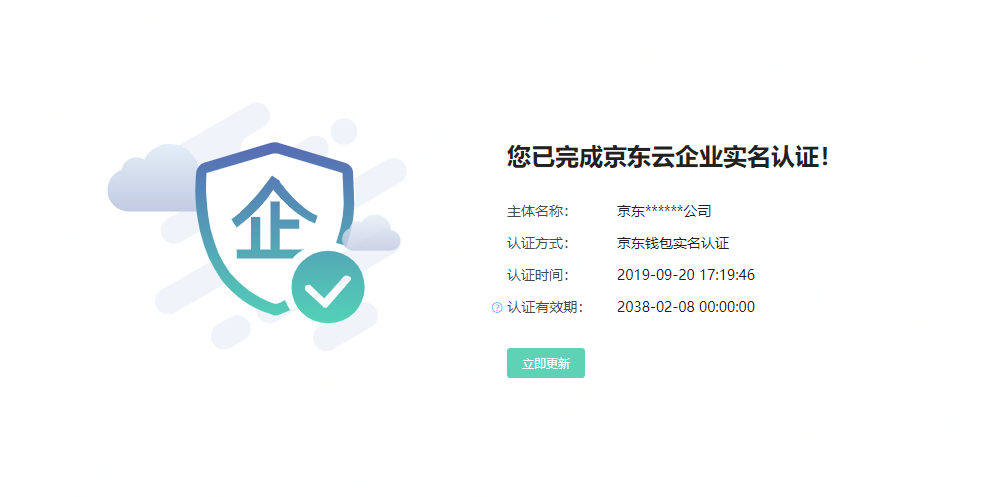 您已完成京东云企业实名认证！
主体名称： 京东******公司
认证方式： 京东钱包实名认证
认证时间： 2019-09-20 17:19:46
? 认证有效期： 2038-02-08 00:00:00
立即更新
企